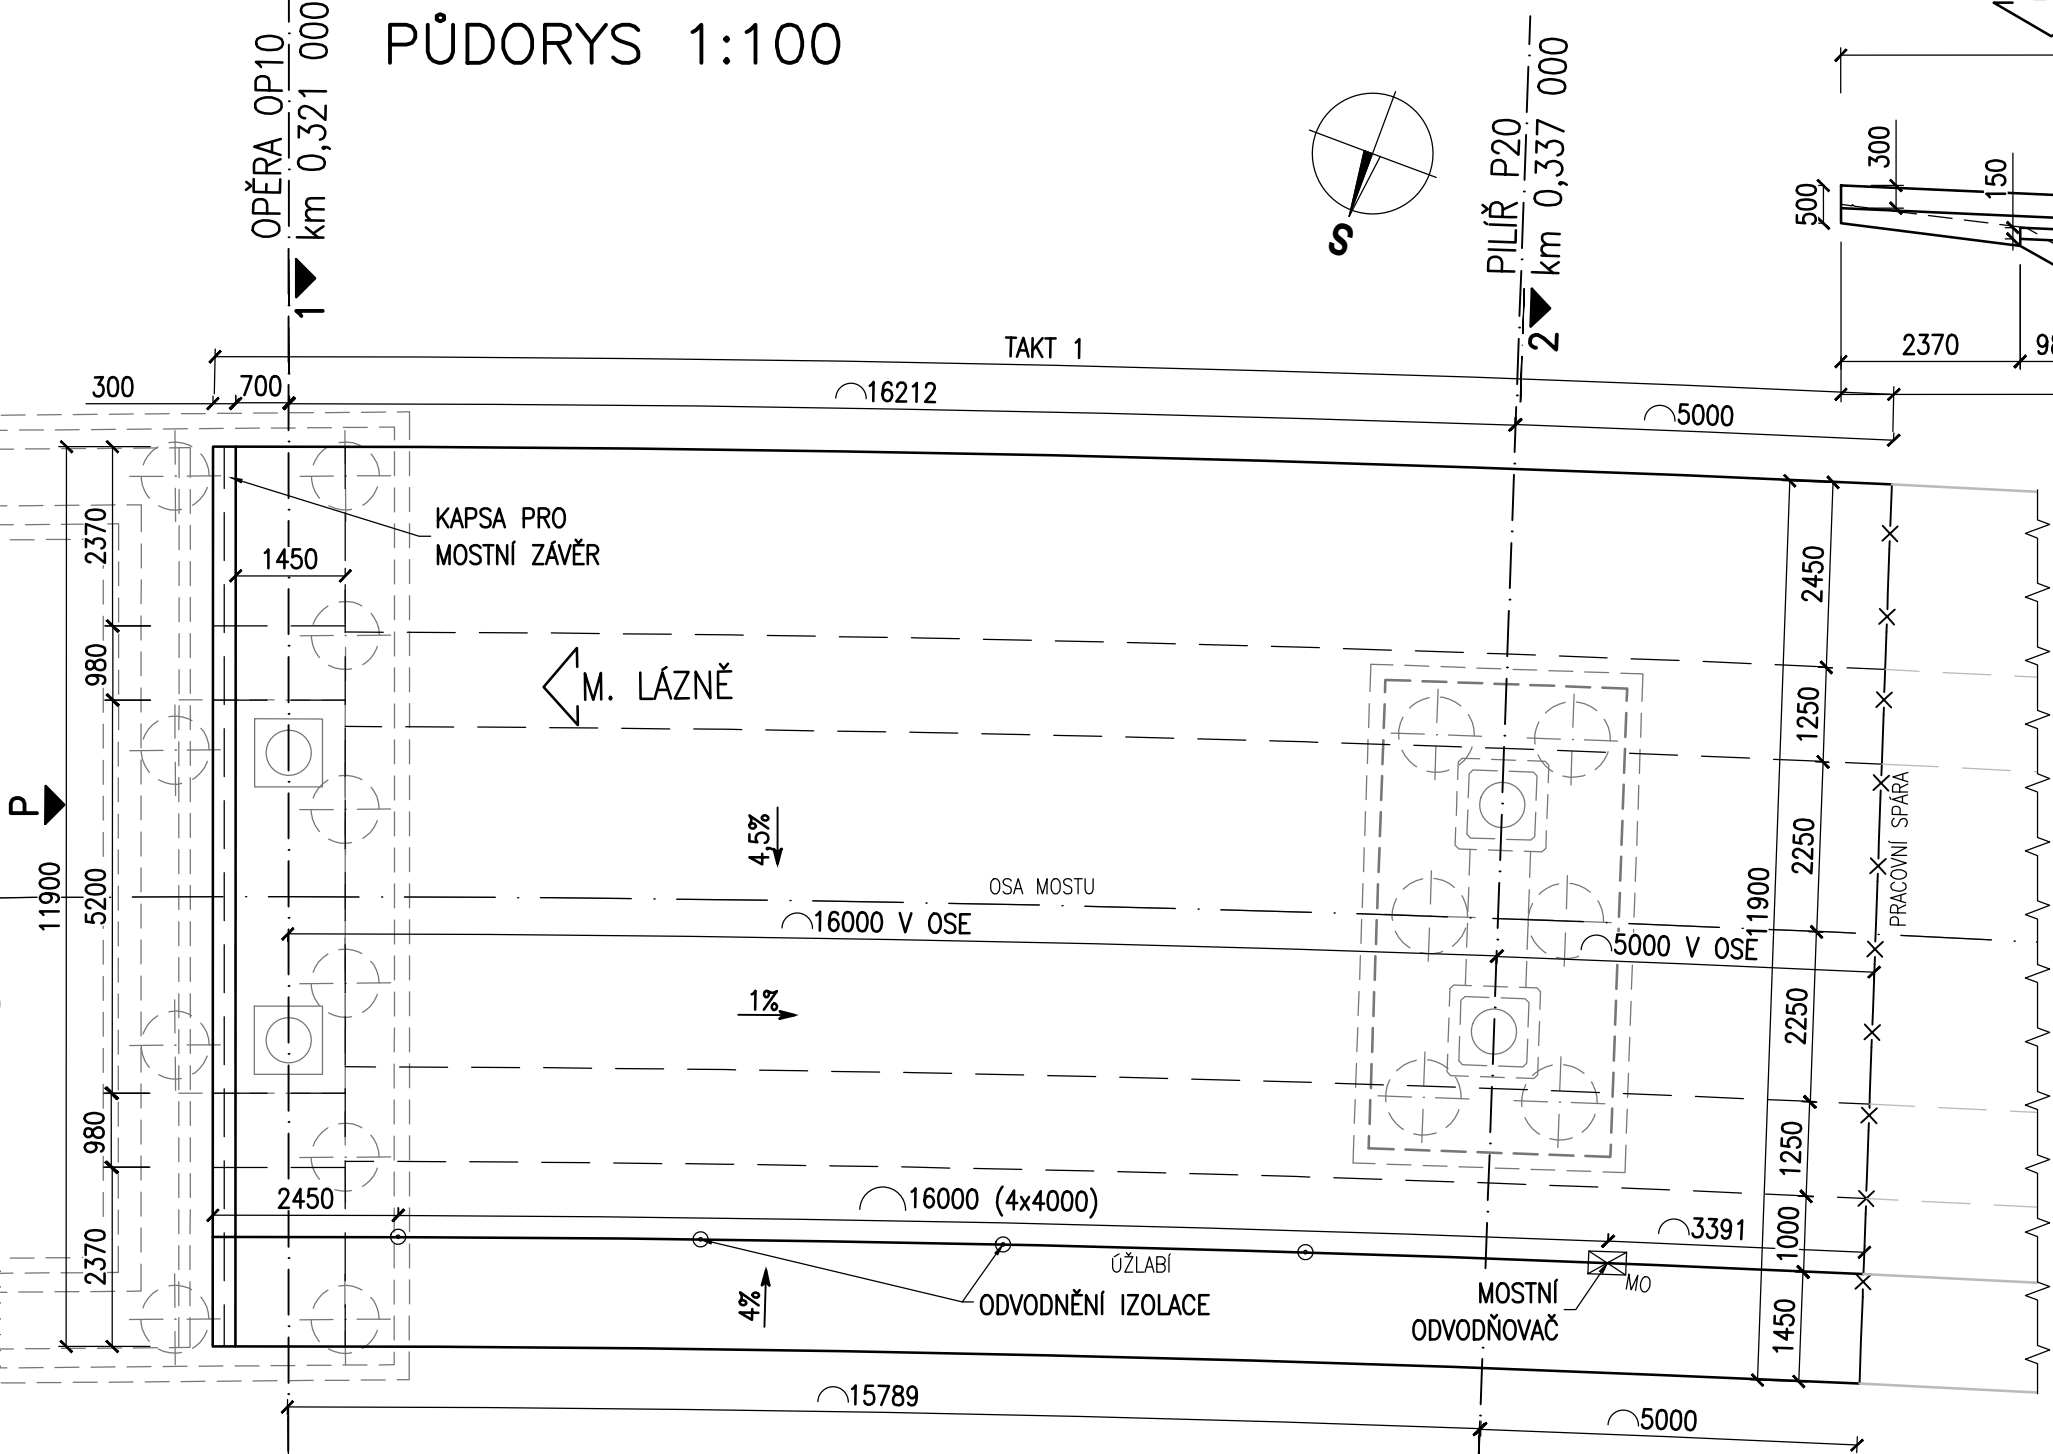 PŮDORYS 1:100
OPĚRA OP10
km 0,321 000
PILÍŘ P20
km 0,337 000
S
1
2
300
150
500
2370
TAKT 1
300
700
16212
5000
KAPSA PRO
MOSTNÍ ZÁVĚR
1450
2370
980
5200
11900
980
2370
P
M. LÁZNĚ
4,5%
OSA MOSTU
16000 V OSE
5000 V OSE
1%
2450
1250
2250
11900
2250
1250
1000
1450
PRACOVNÍ SPÁRA
2450
16000 (4x4000)
3391
ÚŽLABÍ
4%
ODVODNĚNÍ IZOLACE
MOSTNÍ
ODVODŇOVAČ
MO
15789
5000